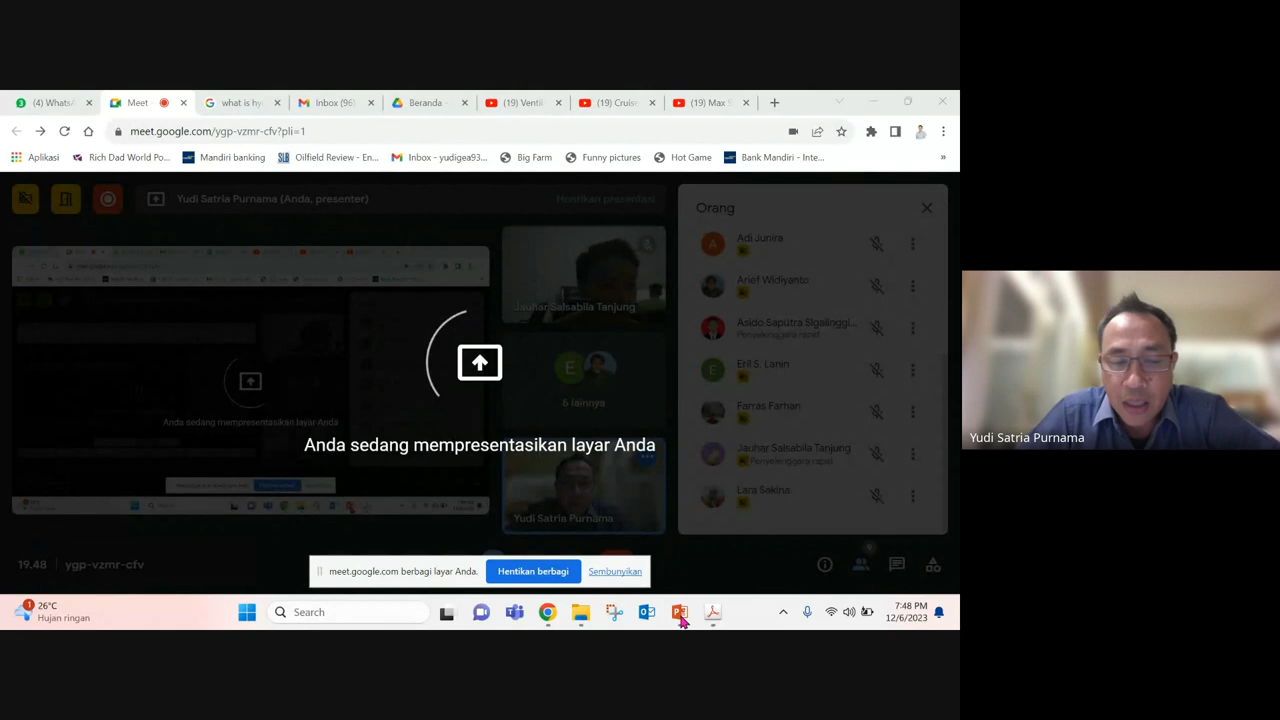 (4) Whats
Meet
what is hy
Inbox (96
Beranda -
(19) Venti
(19) Cruise
(19) Max S
meet.google.com/ygp-vzmr-cfv?pli=1
Aplikasi
Rich Dad World Po...
Mandiri banking
SLB Oilfield Review - En...
Inbox - yudigea93...
Big Farm
Funny pictures
Hot Game
Bank Mandiri - Inte...
Yudi Satria Purnama (Anda, presenter)
Hentikan presentasi
Orang
Adi Junira
Arief Widiyanto
Asido Saputra SIgalinggi...
Penyelenggara rapat
Eril S. Lanin
Farras Farhan
Jauhar Salsabila Tanjung
Penyelenggara rapat
Lara Sakina
Jauhar Salsabila Tanjung
E
6 lainnya
Yudi Satria Purnama
Anda sedang mempresentasikan layar Anda
Anda sedang mempresentasikan layar Anda
19.48
ygp-vzmr-cfv
9
meet.google.com berbagi layar Anda.
Hentikan berbagi
Sembunyikan
1
26°C
Hujan ringan
Search
7:48 PM
12/6/2023
Yudi Satria Purnama